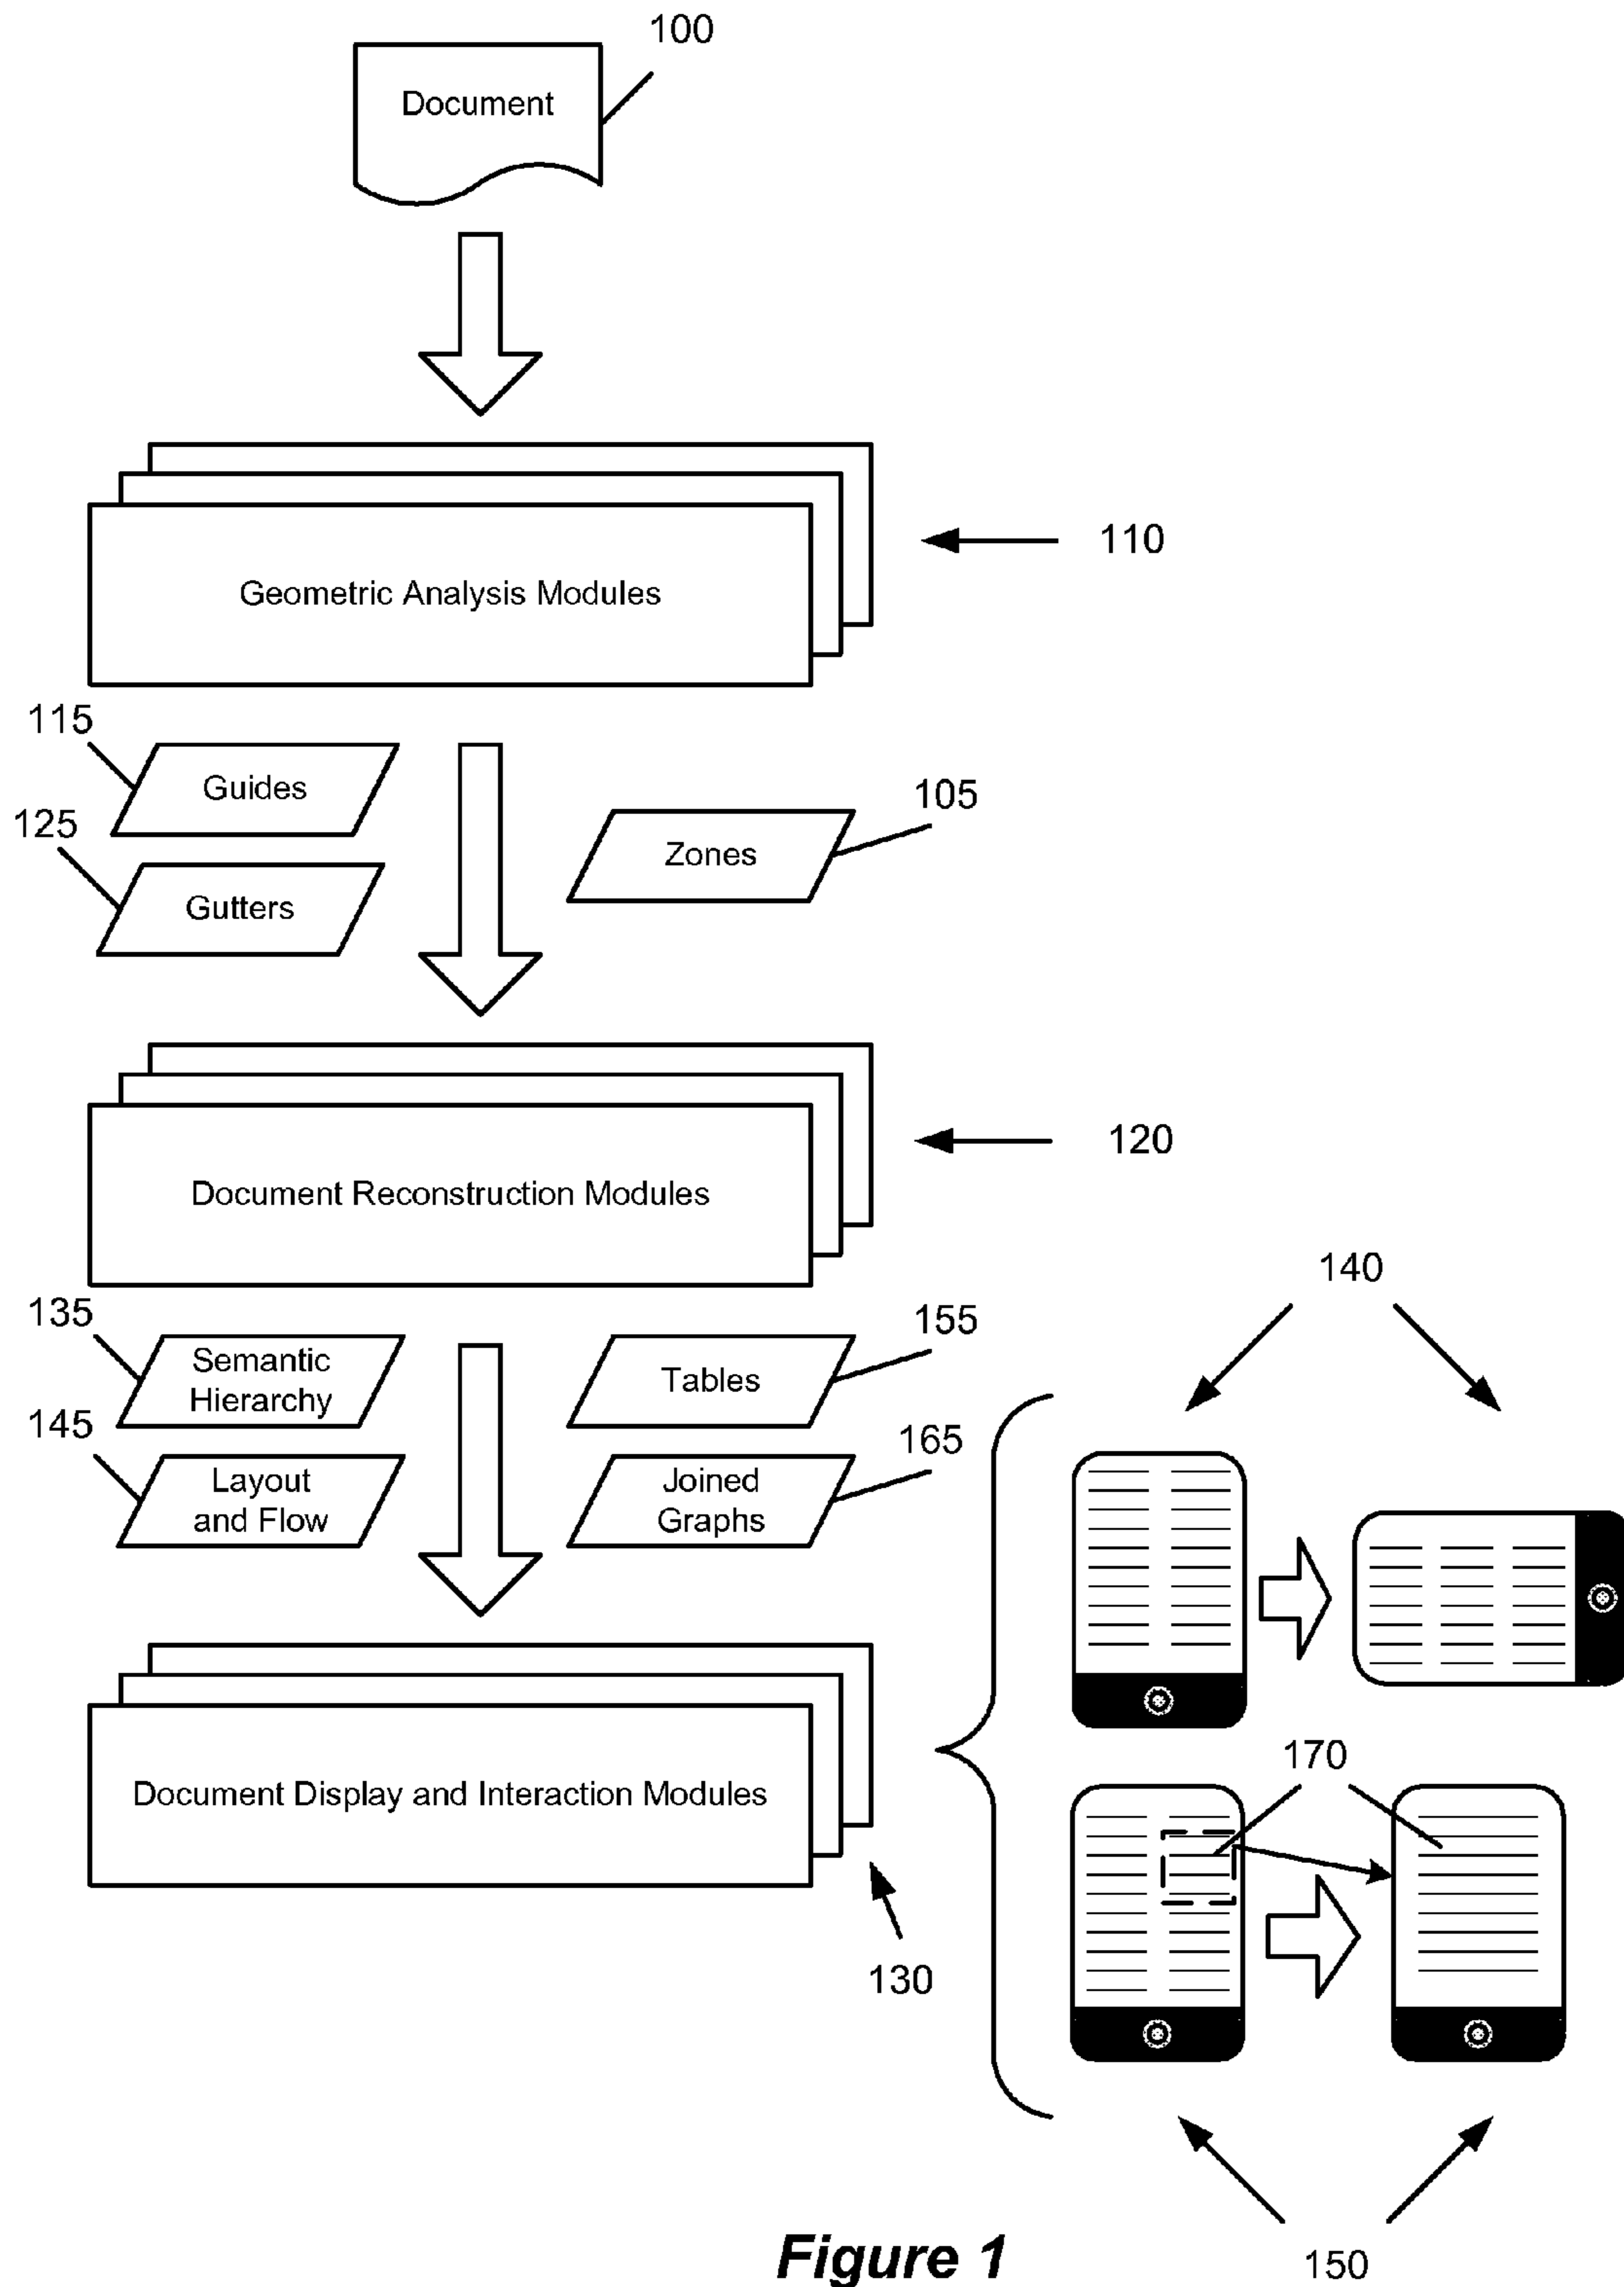 100
Document
110
Geometric Analysis Modules
115
Guides
105
125
Zones
Gutters
120
Document Reconstruction Modules
140
135
155
Semantic
Hierarchy
Tables
145
165
Layout
and Flow
Joined
Graphs
170
Document Display and Interaction Modules
130
Figure 1
150